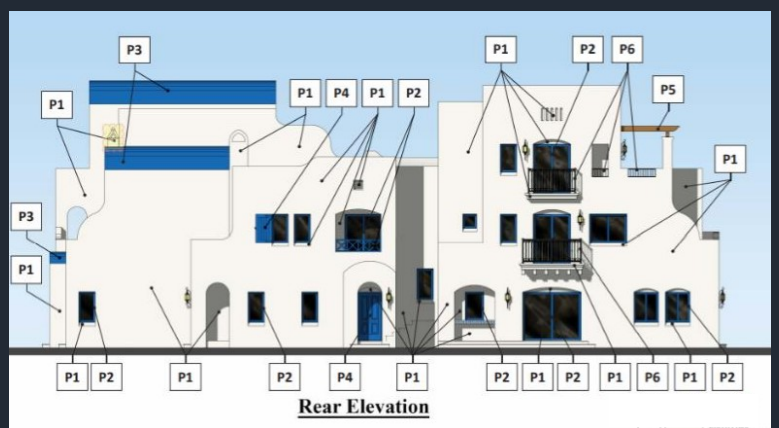 P3 P1 P2 P6
P1 P1 P4 P1 P2 P5
P1
P3
P1
P1 P2 P1 P2 P4 P1 P2 P1 P2 P1 P6 P1 P2
Rear Elevation